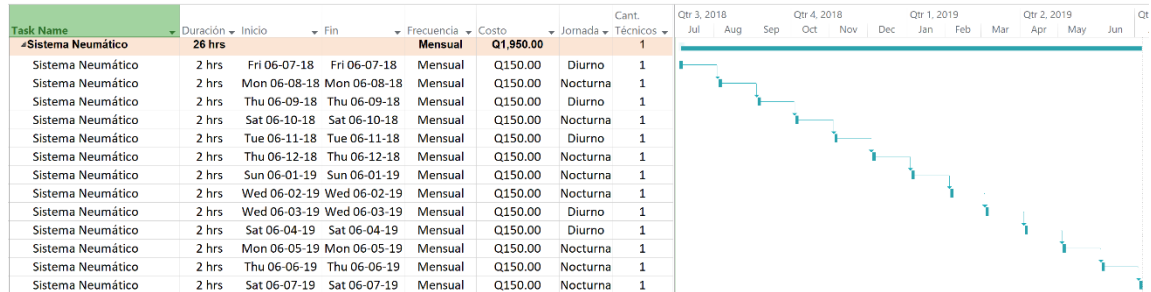 Cant. Qtr 3, 2018 Qtr 4, 2018 Qtr 1, 2019 Qtr 2, 2019 Qt
Task Name Duración Inicio Fin Frecuencia Costo Jornada Técnicos Jul Aug Sep Oct Nov Dec Jan Feb Mar Apr May Jun
Sistema Neumático 26 hrs Mensual Q1,950.00 1
Sistema Neumático 2 hrs Fri 06-07-18 Fri 06-07-18 Mensual Q150.00 Diurno 1
Sistema Neumático 2 hrs Mon 06-08-18 Mon 06-08-18 Mensual Q150.00 Nocturna 1
Sistema Neumático 2 hrs Thu 06-09-18 Thu 06-09-18 Mensual Q150.00 Diurno 1
Sistema Neumático 2 hrs Sat 06-10-18 Sat 06-10-18 Mensual Q150.00 Nocturna 1
Sistema Neumático 2 hrs Tue 06-11-18 Tue 06-11-18 Mensual Q150.00 Diurno 1
Sistema Neumático 2 hrs Thu 06-12-18 Thu 06-12-18 Mensual Q150.00 Nocturna 1
Sistema Neumático 2 hrs Sun 06-01-19 Sun 06-01-19 Mensual Q150.00 Nocturna 1
Sistema Neumático 2 hrs Wed 06-02-19 Wed 06-02-19 Mensual Q150.00 Nocturna 1
Sistema Neumático 2 hrs Wed 06-03-19 Wed 06-03-19 Mensual Q150.00 Diurno 1
Sistema Neumático 2 hrs Sat 06-04-19 Sat 06-04-19 Mensual Q150.00 Diurno 1
Sistema Neumático 2 hrs Mon 06-05-19 Mon 06-05-19 Mensual Q150.00 Nocturna 1
Sistema Neumático 2 hrs Thu 06-06-19 Thu 06-06-19 Mensual Q150.00 Nocturna 1
Sistema Neumático 2 hrs Sat 06-07-19 Sat 06-07-19 Mensual Q150.00 Nocturna 1